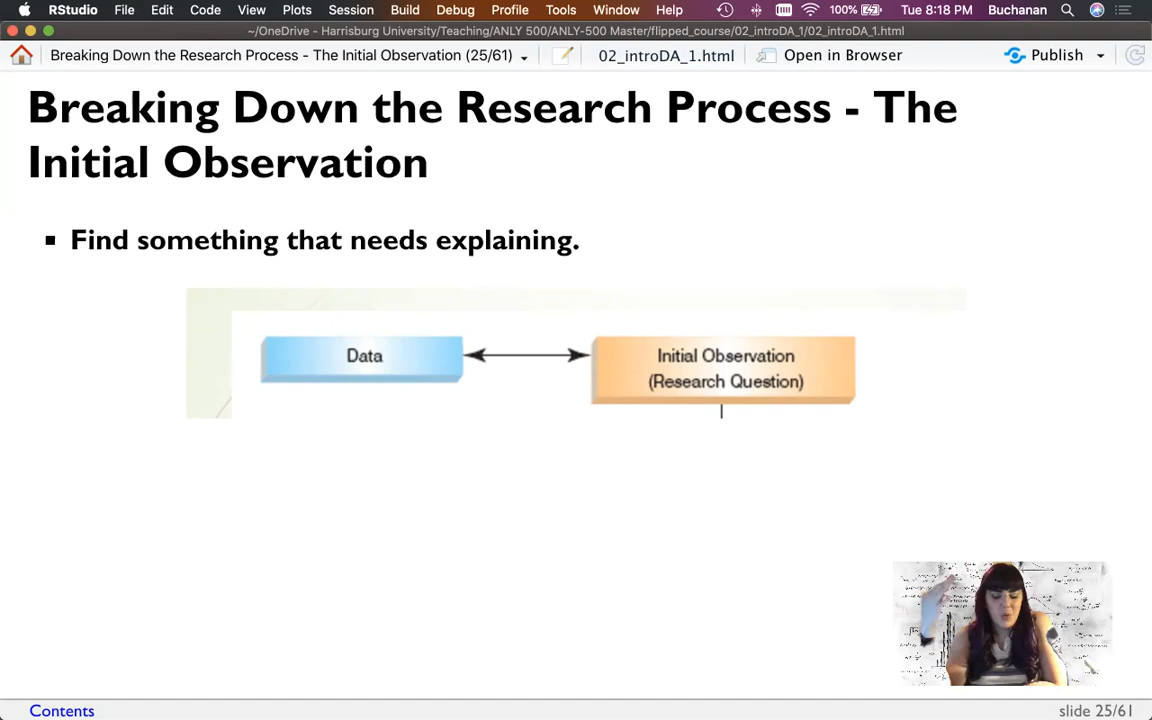 RStudio File Edit Code View Plots Session Build Debug Profile Tools Window Help 100% Tue 8:18 PM Buchanan
~/OneDrive - Harrisburg University/Teaching/ANLY 500/ANLY-500 Master/flipped_course/02_introDA_1/02_introDA_1.html
Breaking Down the Research Process - The Initial Observation (25/61) 02_introDA_1.html Open in Browser Publish
Breaking Down the Research Process - The
Initial Observation
Find something that needs explaining.
Data
Initial Observation
(Research Question)
Contents
slide 25/61